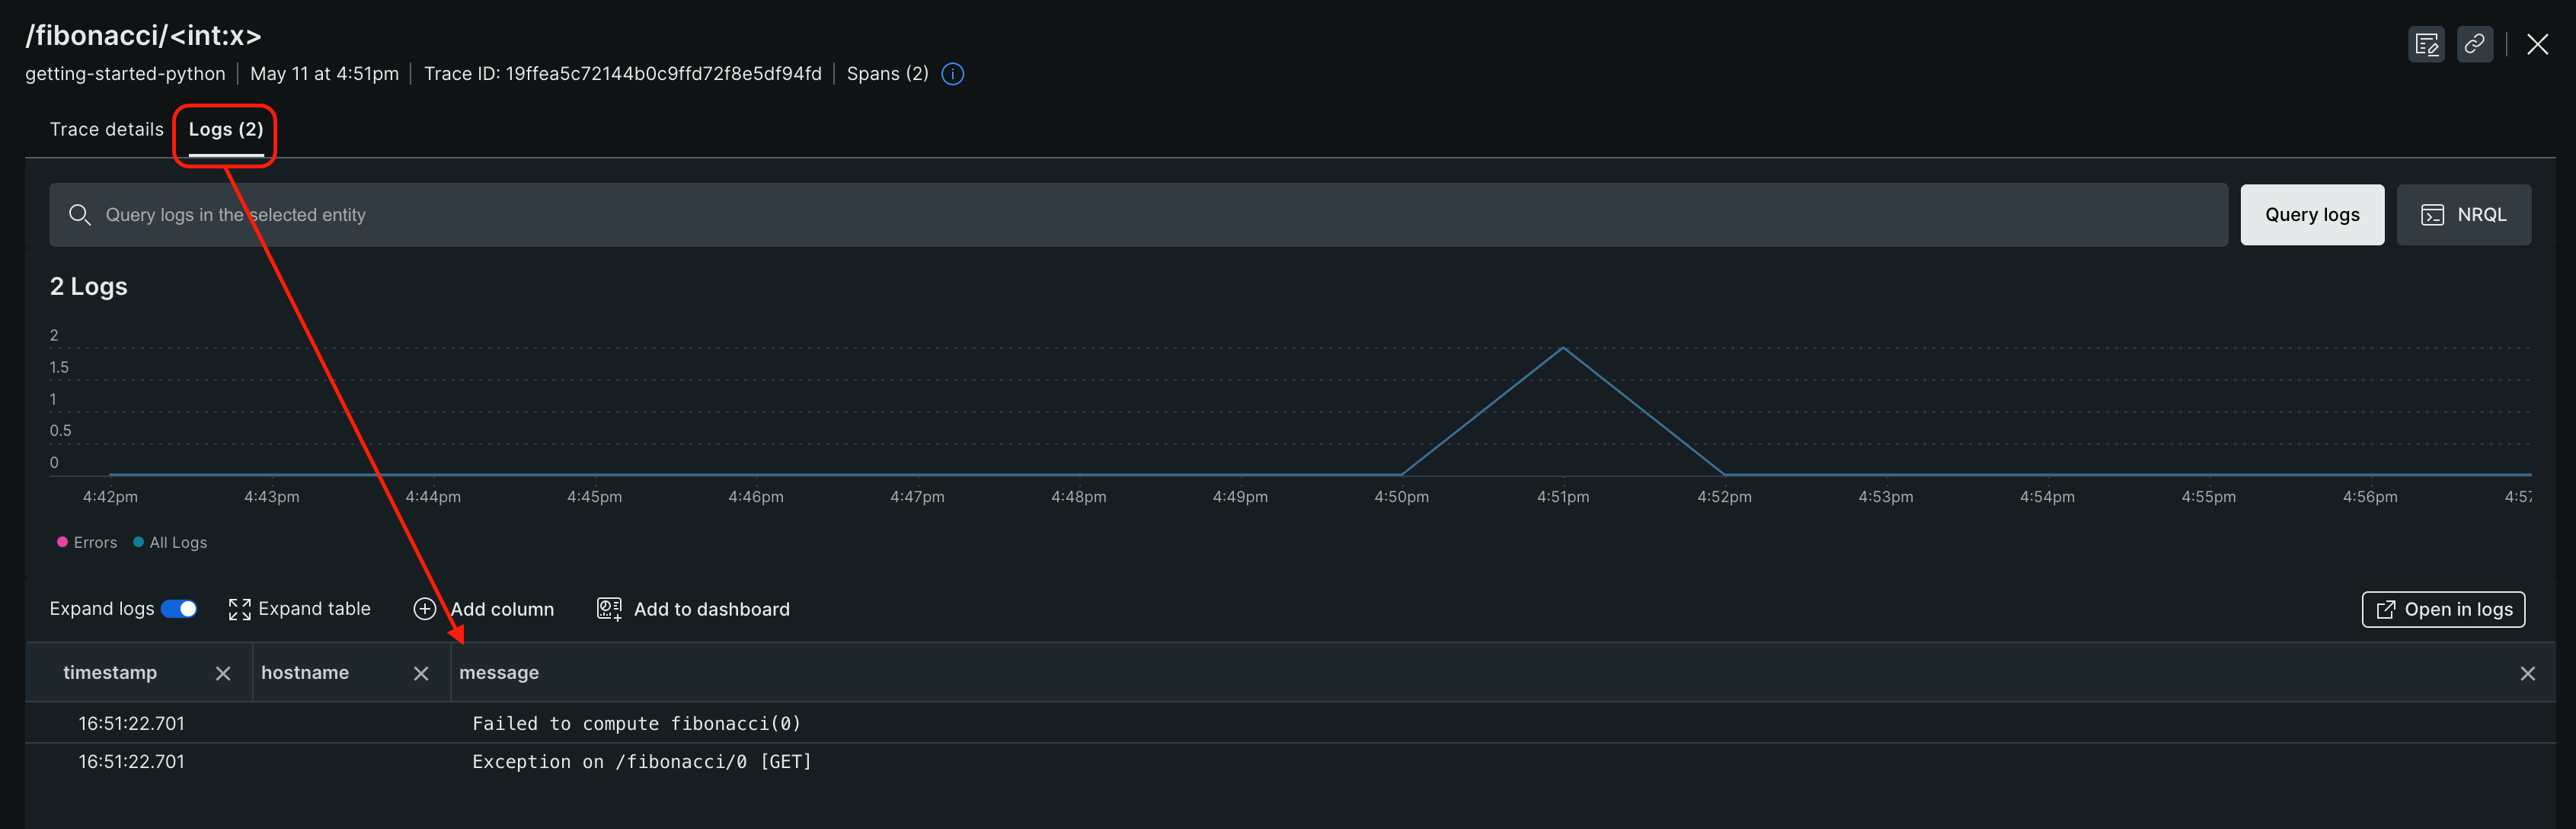 /fibonacci/<int:x>
getting-started-python | May 11 at 4:51pm | Trace ID: 19ffea5c72144b0c9ffd72f8e5df94fd | Spans (2)
Trace details Logs (2)
Query logs in the selected entity Query logs NRQL
2 Logs
2
1.5
1
0.5
0
4:42pm 4:43pm 4:44pm 4:45pm 4:46pm 4:47pm 4:48pm 4:49pm 4:50pm 4:51pm 4:52pm 4:53pm 4:54pm 4:55pm 4:56pm 4:57
Errors All Logs
Expand logs Expand table Add column Add to dashboard Open in logs
timestamp hostname message
16:51:22.701 Failed to compute fibonacci(0)
16:51:22.701 Exception on /fibonacci/0 [GET]